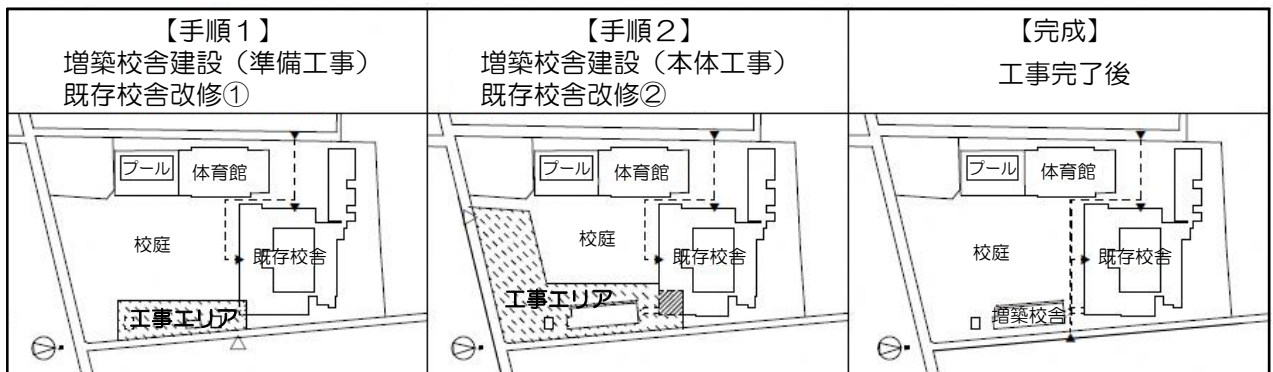 【手順１】
増築校舎建設（準備工事）
既存校舎改修①
【手順２】
増築校舎建設（本体工事）
既存校舎改修②
【完成】
工事完了後
プール
体育館
校庭
既存校舎
工事エリア
プール
体育館
校庭
既存校舎
工事エリア
プール
体育館
校庭
既存校舎
増築校舎